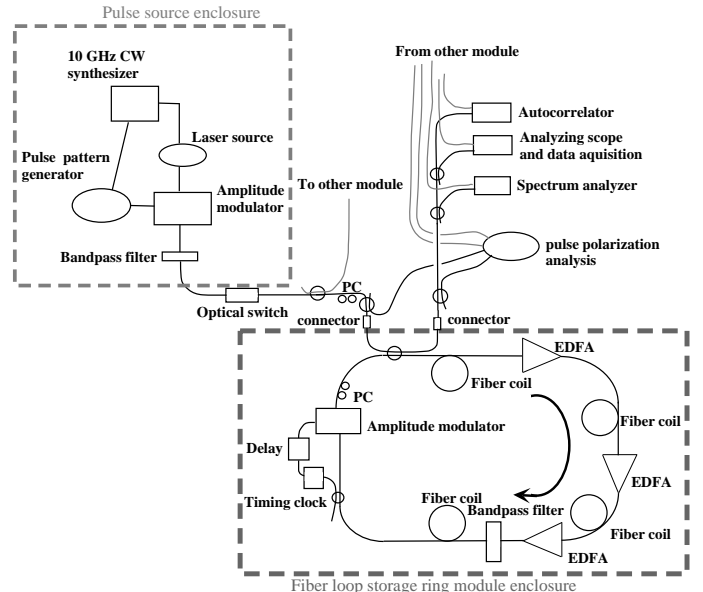 Pulse source enclosure
10 GHz CW
synthesizer
Laser source
Pulse pattern
generator
Amplitude
modulator
Bandpass filter
Optical switch
To other module
From other module
Autocorrelator
Analyzing scope
and data aquisition
Spectrum analyzer
pulse polarization
analysis
PC
connector
connector
EDFA
Fiber coil
PC
Amplitude modulator
Fiber coil
Delay
EDFA
Timing clock
Fiber coil
Bandpass filter
Fiber coil
EDFA
Fiber loop storage ring module enclosure